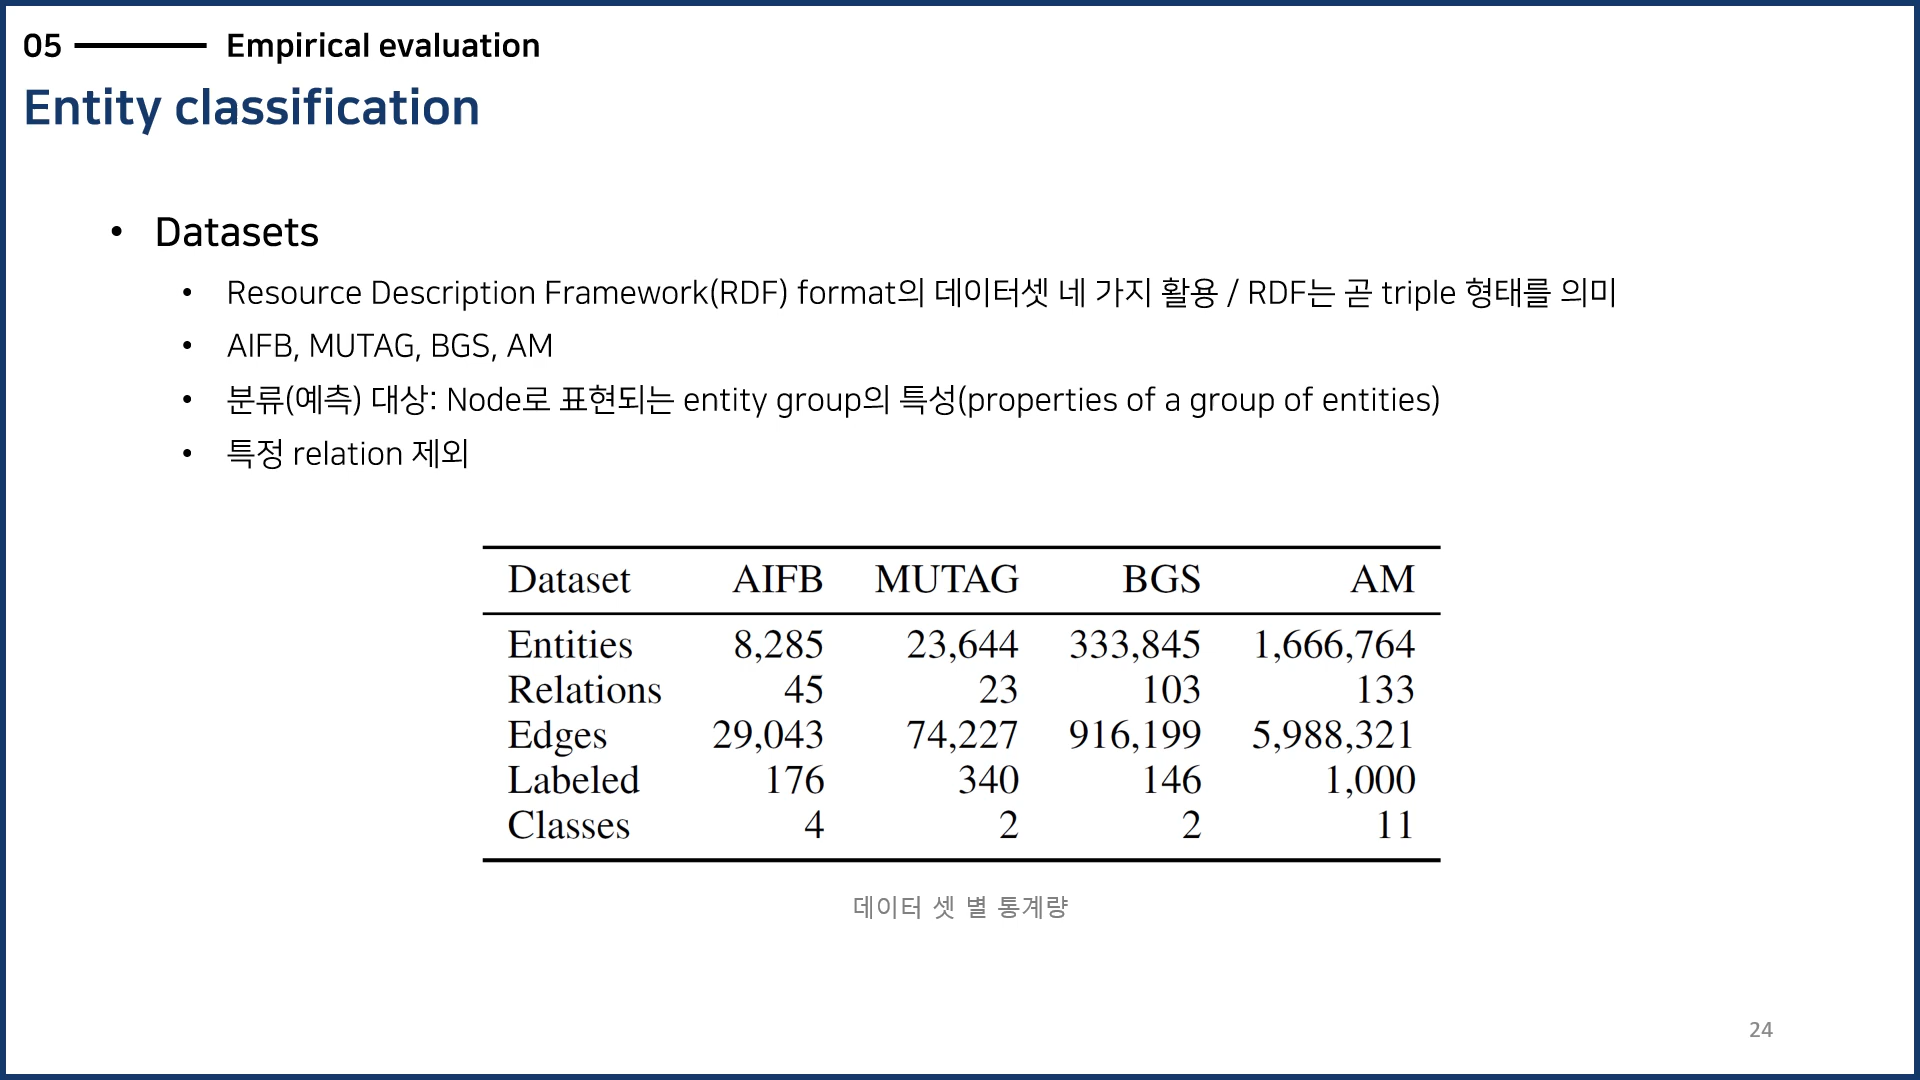 05 Empirical evaluation
Entity classification
• Datasets
• Resource Description Framework(RDF) format의 데이터셋 네 가지 활용 / RDF는 곧 triple 형태를 의미
• AIFB, MUTAG, BGS, AM
• 분류(예측) 대상: Node로 표현되는 entity group의 특성(properties of a group of entities)
• 특정 relation 제외
Dataset AIFB MUTAG BGS AM
Entities 8,285 23,644 333,845 1,666,764
Relations 45 23 103 133
Edges 29,043 74,227 916,199 5,988,321
Labeled 176 340 146 1,000
Classes 4 2 2 11
데이터 셋 별 통계량
24